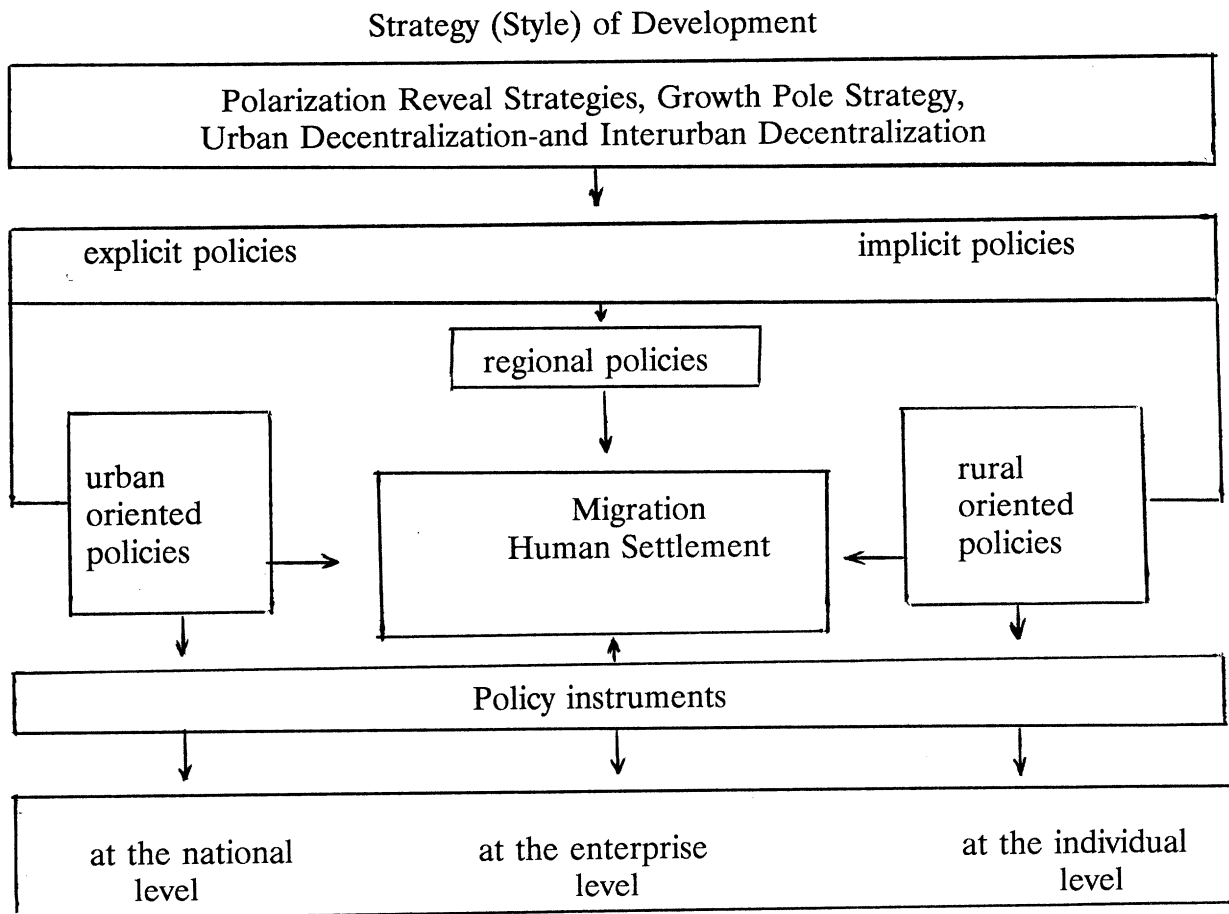 Strategy (Style) of Development
Polarization Reveal Strategies, Growth Pole Strategy,
Urban Decentralization-and Interurban Decentralization
explicit policies
implicit policies
regional policies
urban
oriented
policies
Migration
Human Settlement
rural
oriented
policies
Policy instruments
at the national
level
at the enterprise
level
at the individual
level